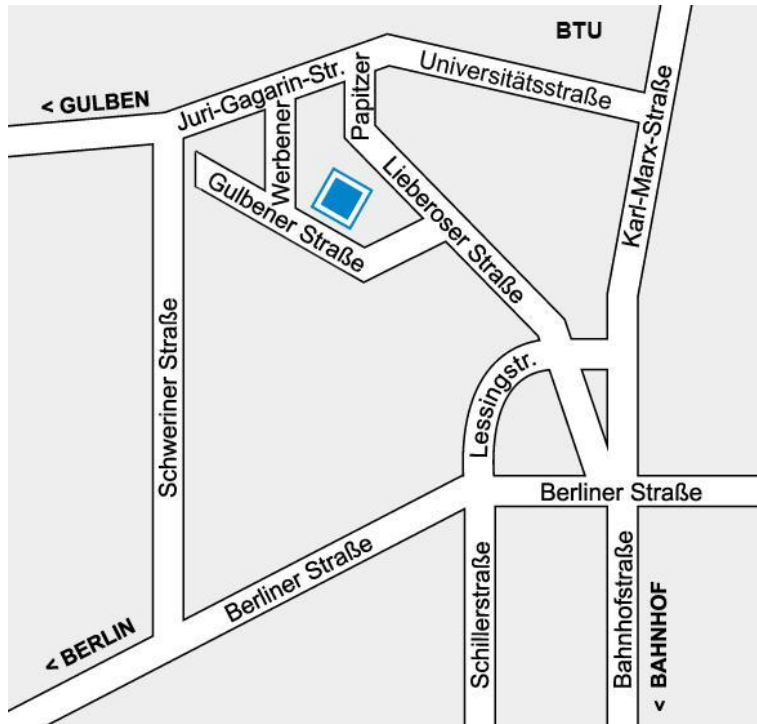 BTU
Universitätsstraße
Juri-Gagarin-Str.
< GULBEN
Papitzer
Werbener
Karl-Marx-Straße
Lieberoser Straße
Gulbener Straße
Schweriner Straße
Lessingstr.
Berliner Straße
Berliner Straße
< BERLIN
Schillerstraße
Bahnhofstraße
< BAHNHOF